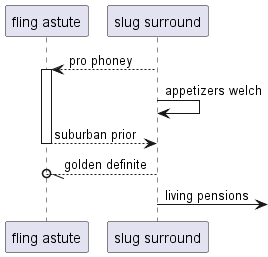 fling astute
slug surround
pro phoney
appetizers welch
suburban prior
golden definite
living pensions
fling astute
slug surround